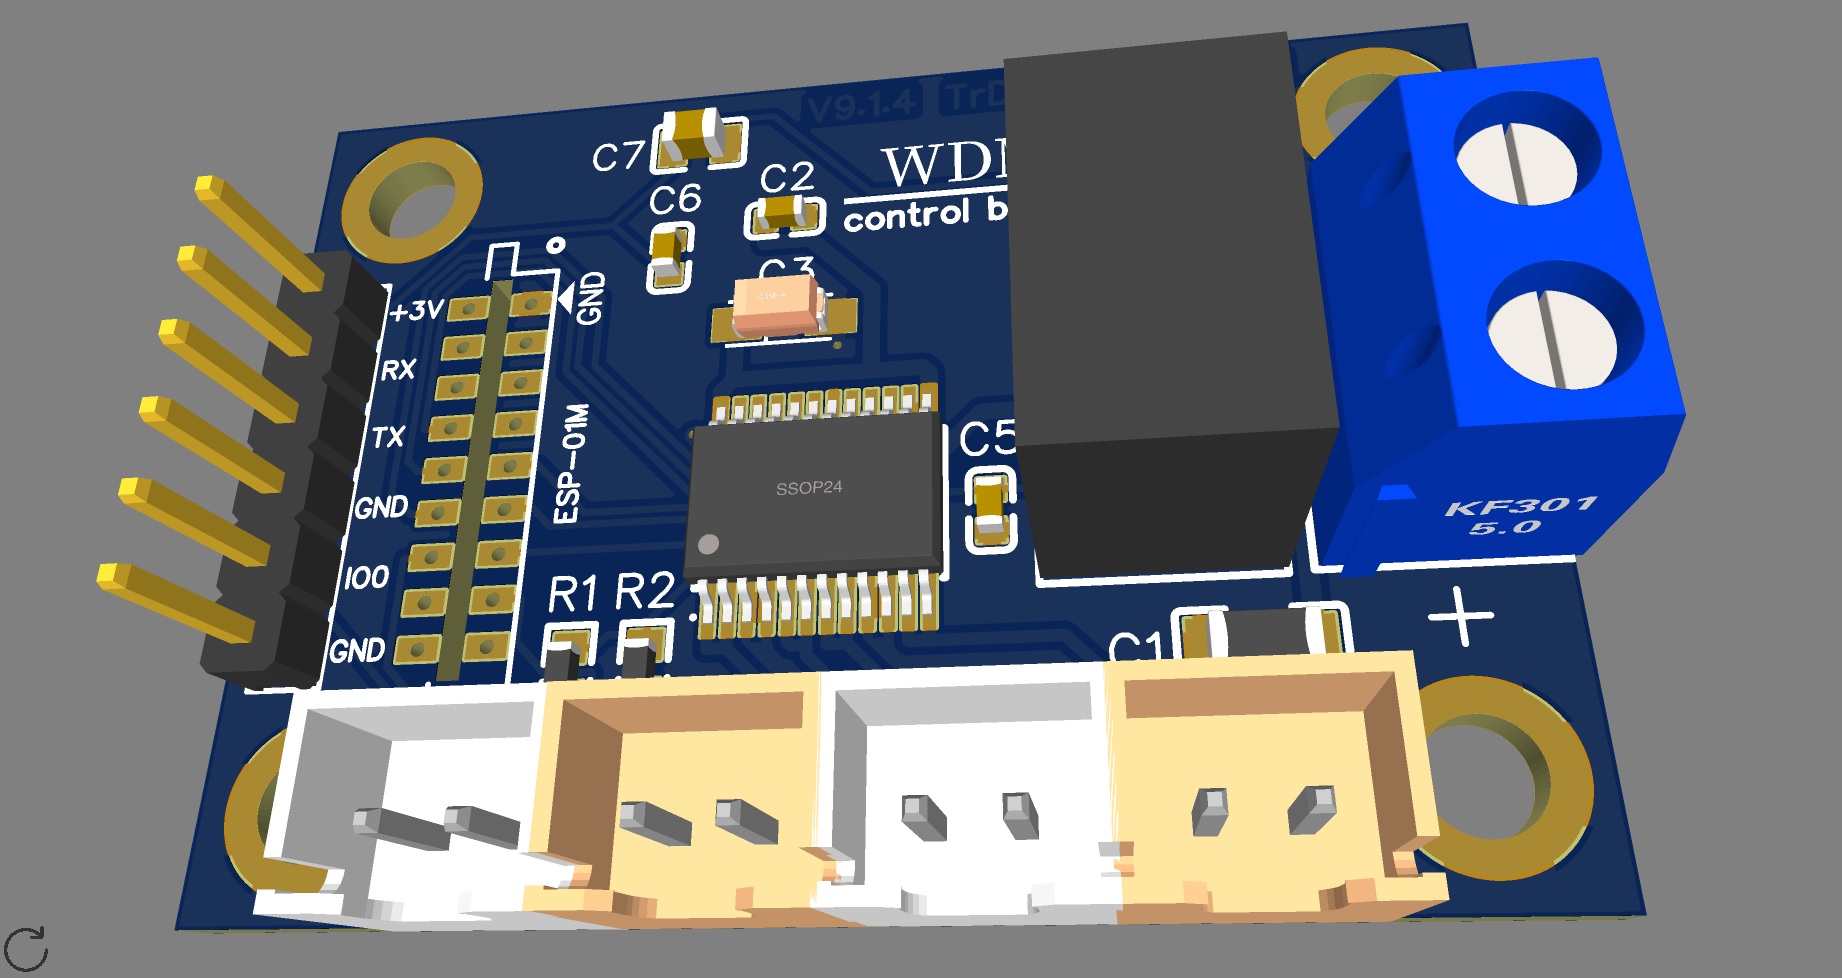 V9.1.4 TrD
C7
C2
WDI
C6
control b
C3
+3V
GND
RX
ESP-01M
TX
C5
SSOP24
GND
KF301
5.0
IO0
R1 R2
GND
C1
+